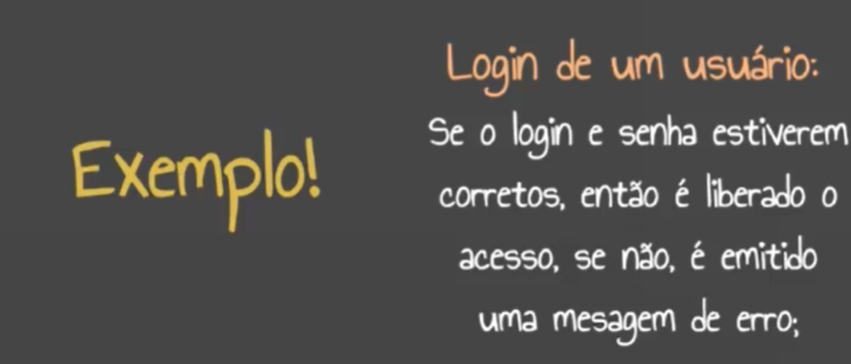 Exemplo!
Login de um usuário:
Se o login e senha estiverem
corretos, então é liberado o
acesso, se não, é emitido
uma mesagem de erro;